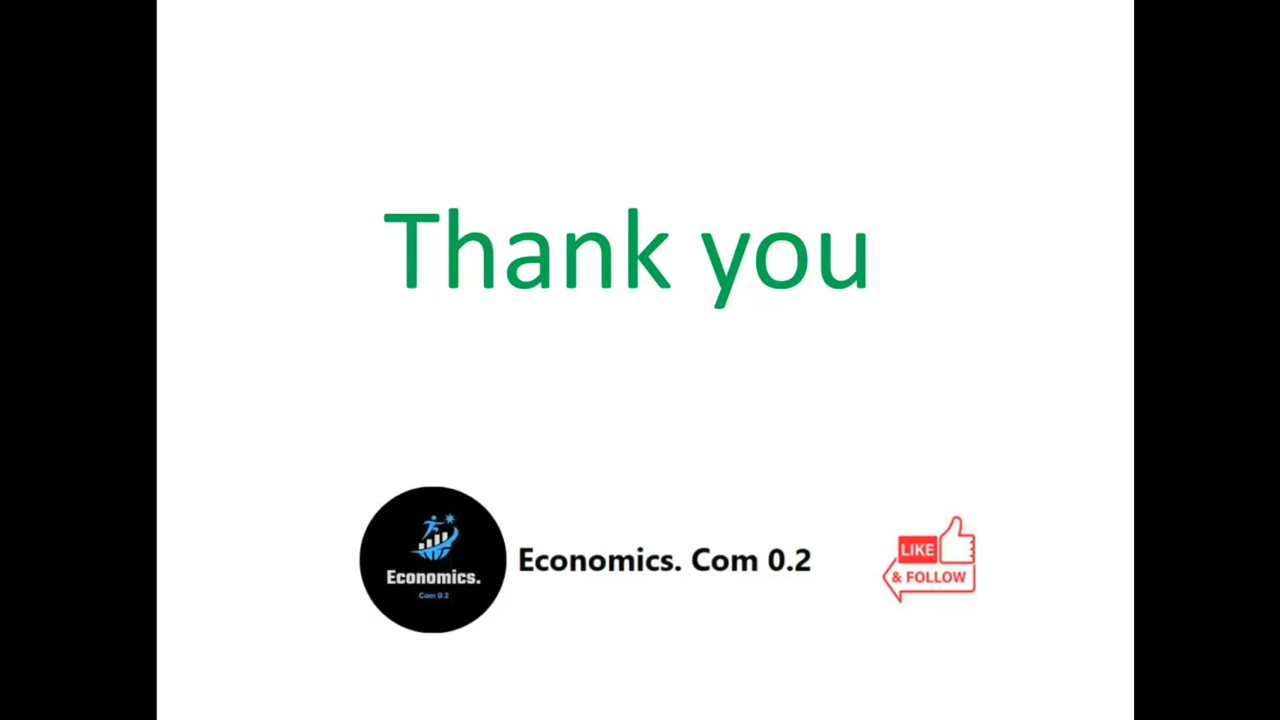 Thank you
Economics.
Com 0.2
Economics. Com 0.2
LIKE
& FOLLOW